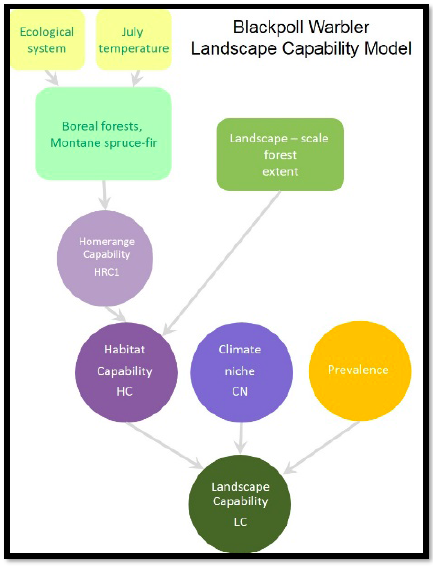 Blackpoll Warbler
Landscape Capability Model
Ecological
system
July
temperature
Boreal forests,
Montane spruce-fir
Landscape – scale
forest
extent
Homerange
Capability
HRC1
Habitat
Capability
HC
Climate
niche
CN
Prevalence
Landscape
Capability
LC